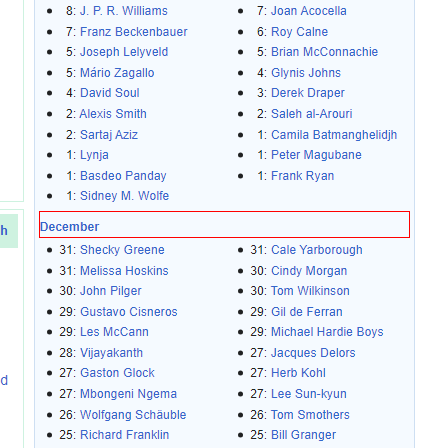 8: J. P. R. Williams
7: Franz Beckenbauer
5: Joseph Lelyveld
5: Mário Zagallo
4: David Soul
2: Alexis Smith
2: Sartaj Aziz
1: Lynja
1: Basdeo Panday
1: Sidney M. Wolfe
7: Joan Acocella
6: Roy Calne
5: Brian McConnachie
4: Glynis Johns
3: Derek Draper
2: Saleh al-Arouri
1: Camila Batmanghelidjh
1: Peter Magubane
1: Frank Ryan
December
31: Shecky Greene
31: Melissa Hoskins
30: John Pilger
29: Gustavo Cisneros
29: Les McCann
28: Vijayakanth
27: Gaston Glock
27: Mbongeni Ngema
26: Wolfgang Schäuble
25: Richard Franklin
31: Cale Yarborough
30: Cindy Morgan
30: Tom Wilkinson
29: Gil de Ferran
29: Michael Hardie Boys
27: Jacques Delors
27: Herb Kohl
27: Lee Sun-kyun
26: Tom Smothers
25: Bill Granger
h
d